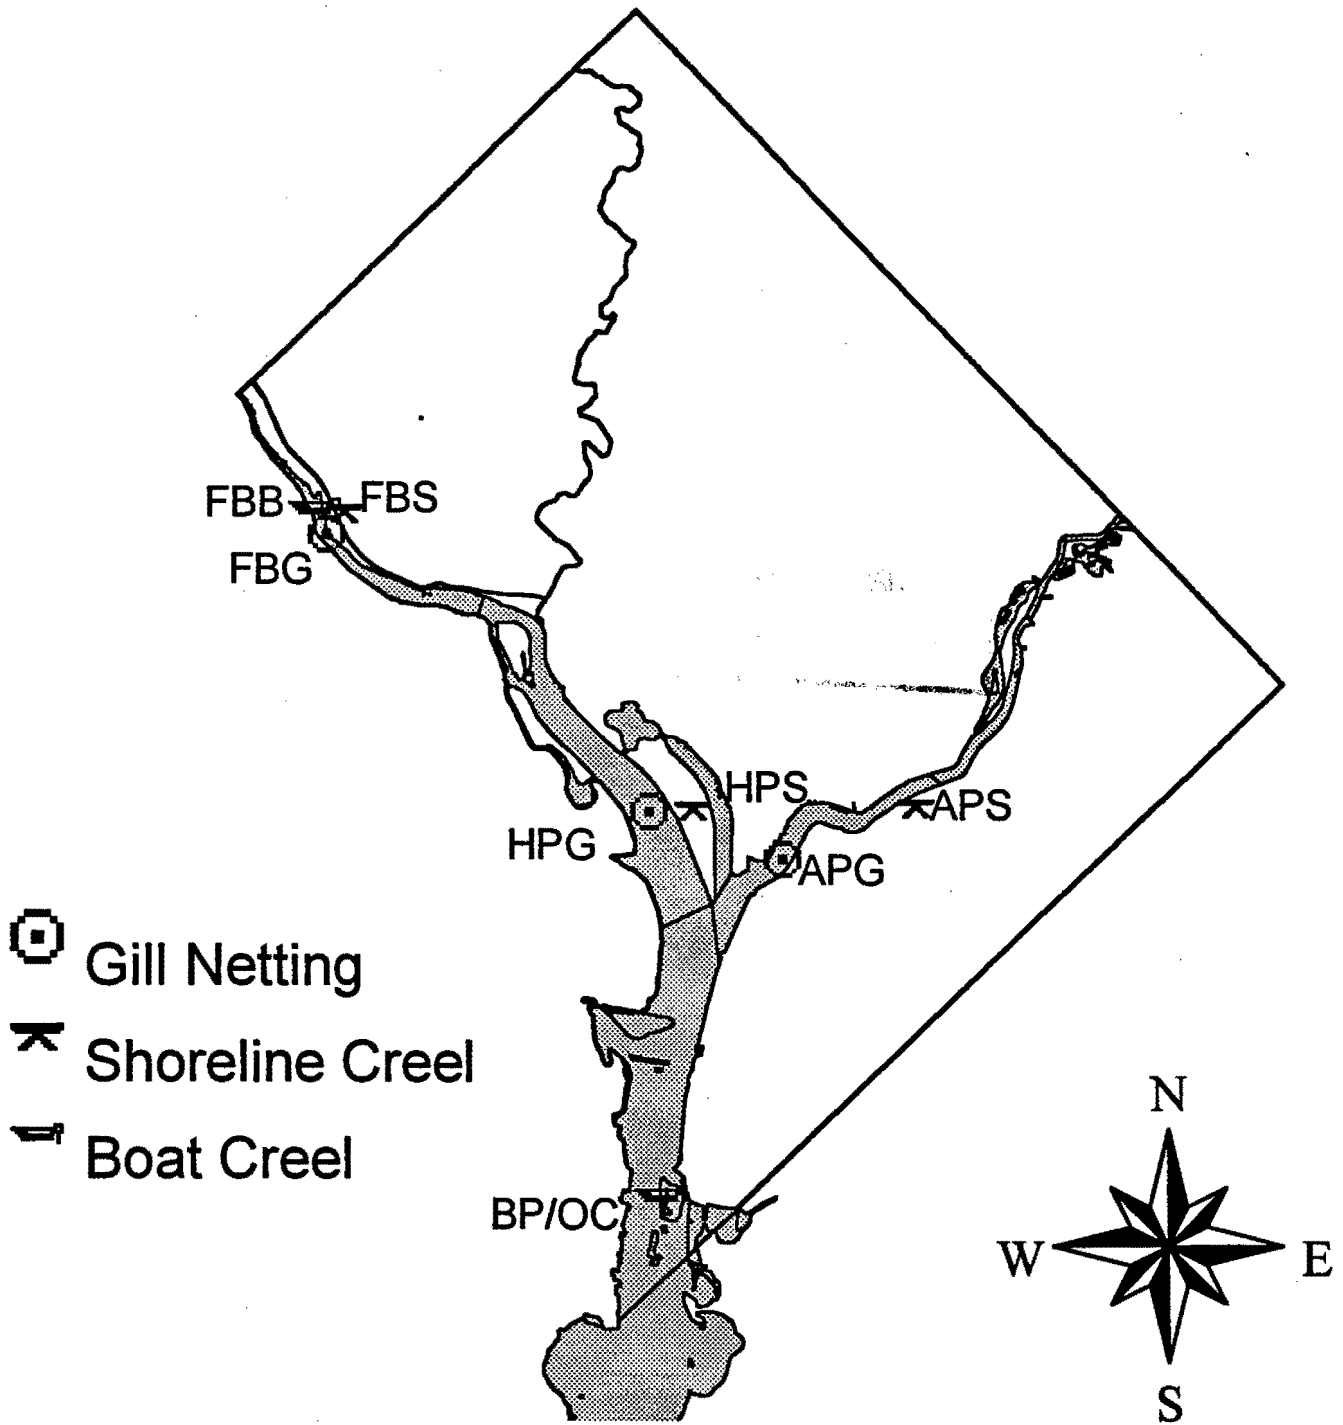 FBB
FBS
FBG
HPS
APS
HPG
APG
Gill Netting
Shoreline Creel
Boat Creel
BP/OC
N
W
E
S